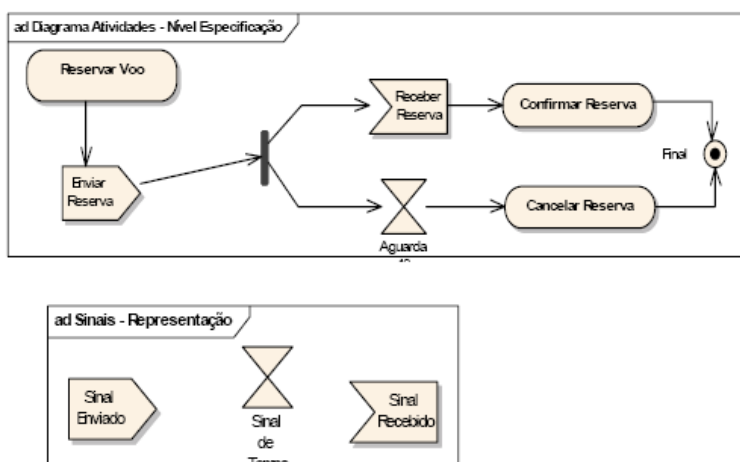 ad Diagrama Atividades - Nível Especificação
Reservar Voo
Enviar
Reserva
Receber
Reserva
Confirmar Reserva
Final
Aguarda
Cancelar Reserva
ad Sinais - Representação
Sinal
Enviado
Sinal
de
Sinal
Recebido